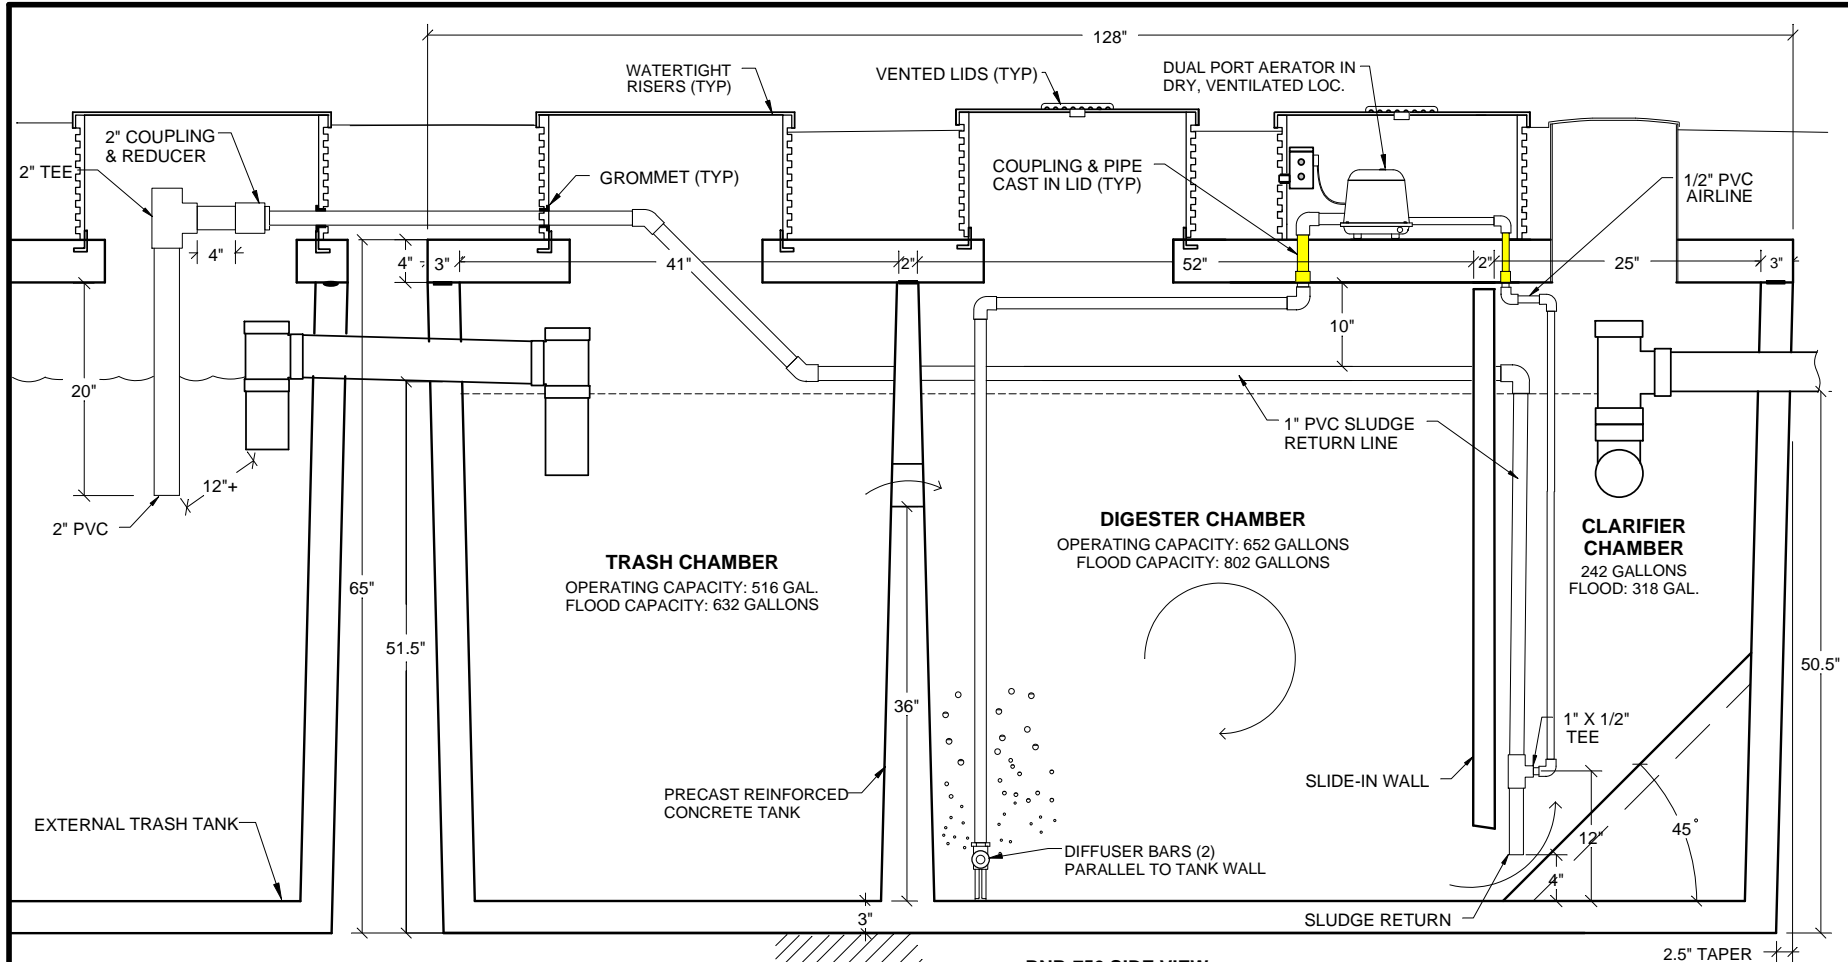 128"
WATERTIGHT
RISERS (TYP)
VENTED LIDS (TYP)
DUAL PORT AERATOR IN
DRY, VENTILATED LOC.
2" COUPLING
& REDUCER
2" TEE
GROMMET (TYP)
COUPLING & PIPE
CAST IN LID (TYP)
1/2" PVC
AIRLINE
4"
4"
3"
41"
2"
52"
2"
25"
3"
10"
20"
12"+
2" PVC
1" PVC SLUDGE
RETURN LINE
TRASH CHAMBER
OPERATING CAPACITY: 516 GAL.
FLOOD CAPACITY: 632 GALLONS
DIGESTER CHAMBER
OPERATING CAPACITY: 652 GALLONS
FLOOD CAPACITY: 802 GALLONS
CLARIFIER
CHAMBER
242 GALLONS
FLOOD: 318 GAL.
65"
51.5"
36"
50.5"
1" X 1/2"
TEE
SLIDE-IN WALL
PRECAST REINFORCED
CONCRETE TANK
EXTERNAL TRASH TANK
DIFFUSER BARS (2)
PARALLEL TO TANK WALL
12"
45°
4"
3"
SLUDGE RETURN
2.5" TAPER